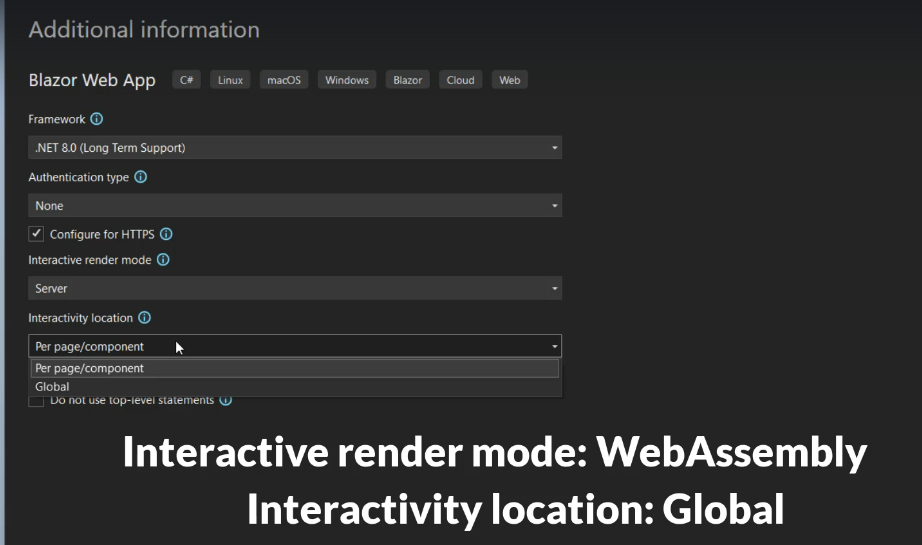 Additional information
Blazor Web App C# Linux macOS Windows Blazor Cloud Web
Framework
.NET 8.0 (Long Term Support)
Authentication type
None
Configure for HTTPS
Interactive render mode
Server
Interactivity location
Per page/component
Per page/component
Global
Do not use top-level statements
Interactive render mode: WebAssembly
Interactivity location: Global